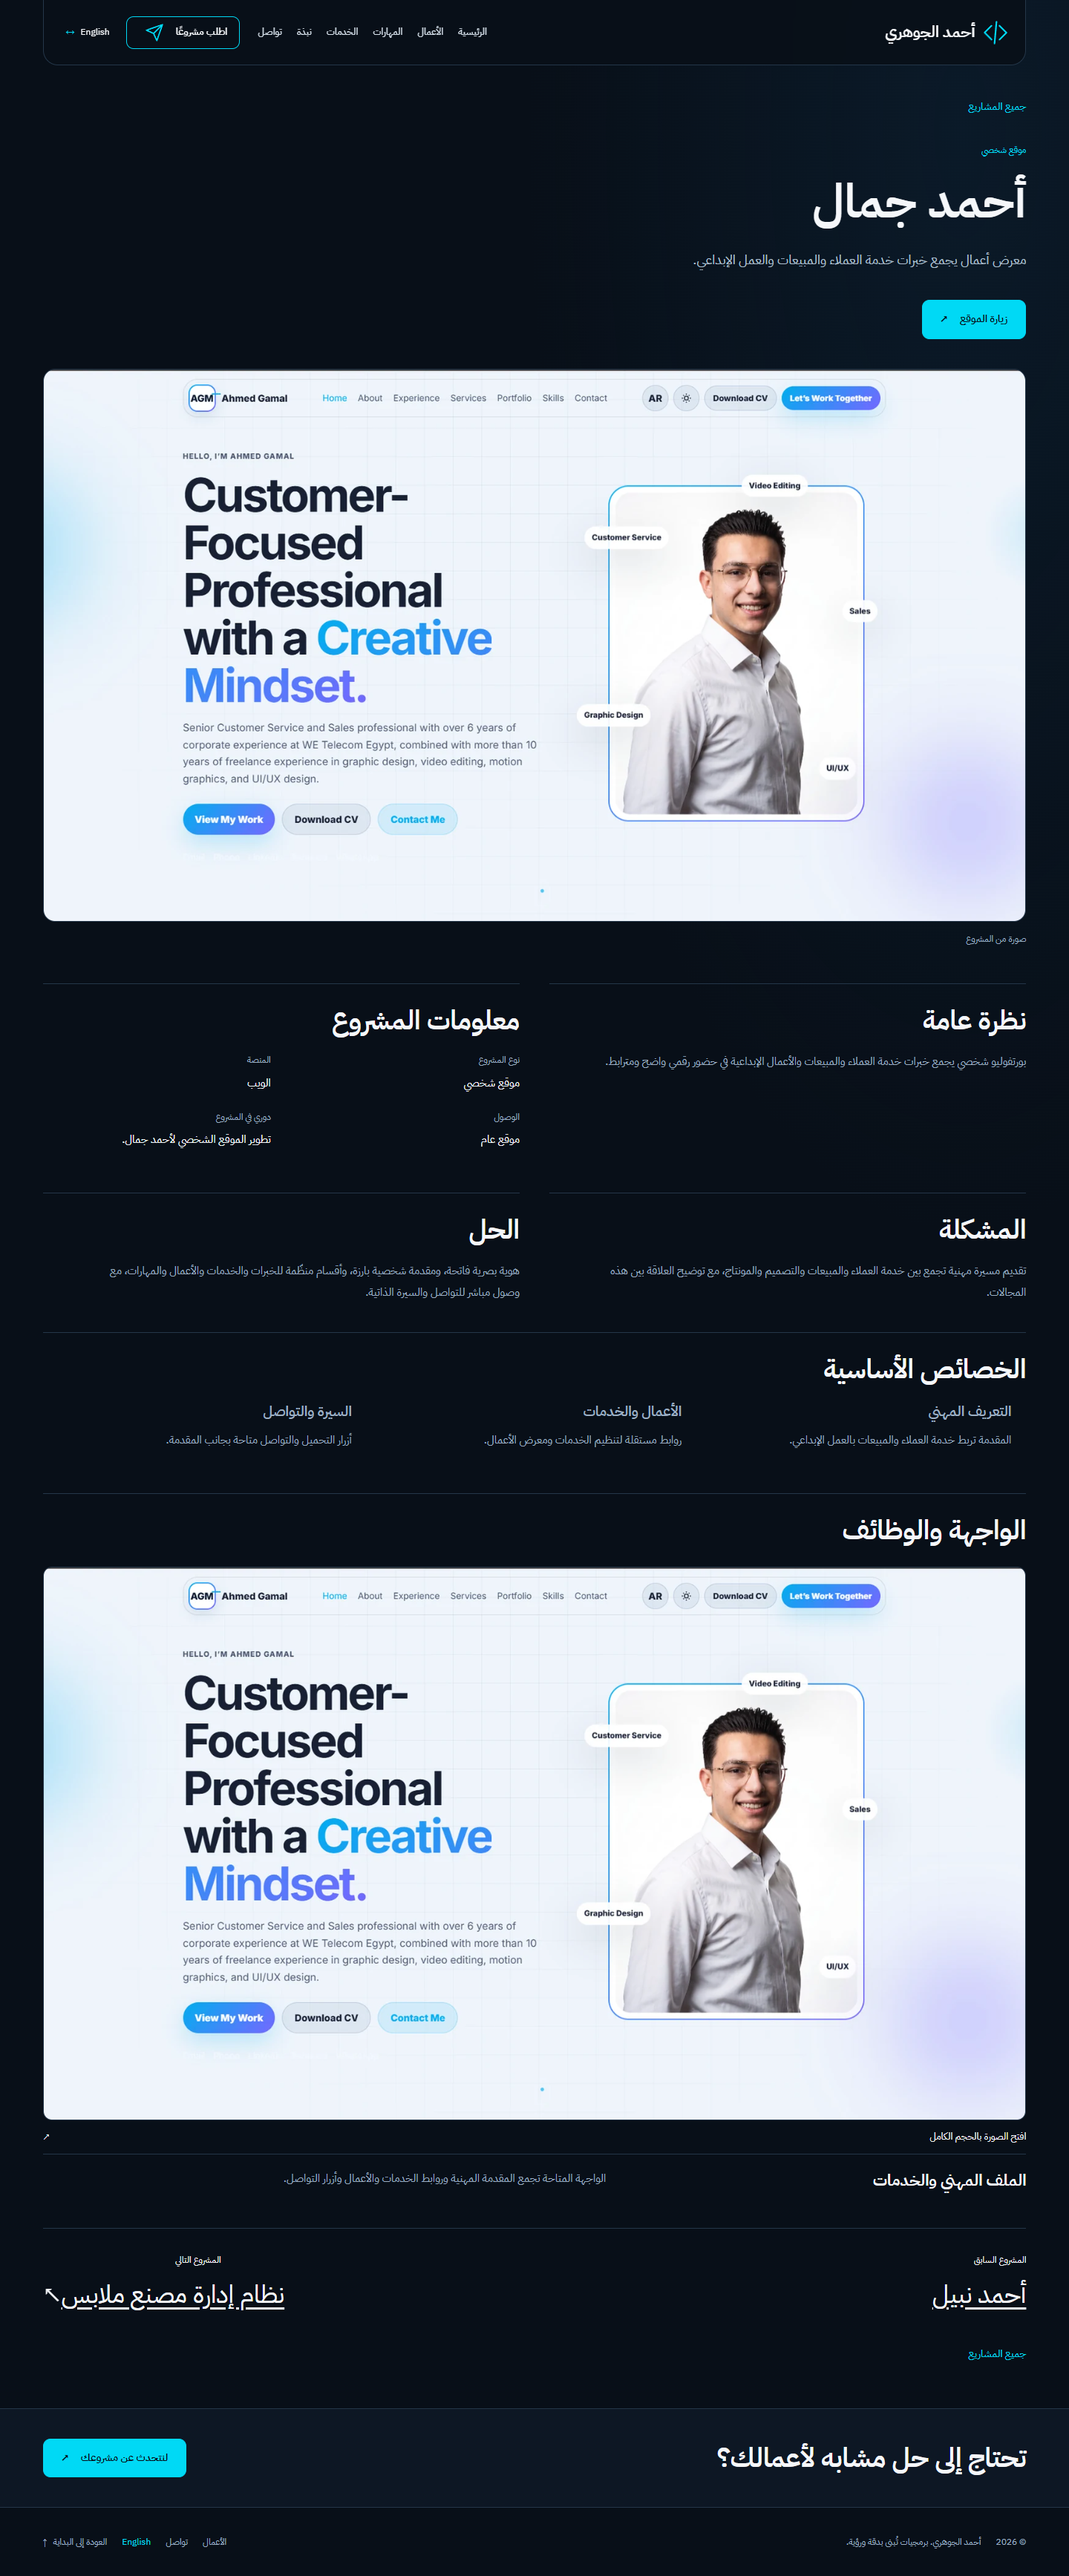 أحمد الجوهري
الرئيسية
الأعمال
المهارات
الخدمات
نبذة
تواصل
اطلب مشروعًا
English ↔
جميع المشاريع
موقع شخصي
أحمد جمال
معرض أعمال يجمع خبرات خدمة العملاء والمبيعات والعمل الإبداعي.
زيارة الموقع ↗
AGM Ahmed Gamal
Home About Experience Services Portfolio Skills Contact
AR
Download CV
Let's Work Together
HELLO, I'M AHMED GAMAL
Customer-
Focused
Professional
with a Creative
Mindset.
Senior Customer Service and Sales professional with over 6 years of
corporate experience at WE Telecom Egypt, combined with more than 10
years of freelance experience in graphic design, video editing, motion
graphics, and UI/UX design.
View My Work
Download CV
Contact Me
Video Editing
Customer Service
Sales
Graphic Design
UI/UX
صورة من المشروع
نظرة عامة
بورتفوليو شخصي يجمع خبرات خدمة العملاء والمبيعات والأعمال الإبداعية في حضور رقمي واضح ومترابط.
معلومات المشروع
نوع المشروع
موقع شخصي
المنصة
الويب
الوصول
موقع عام
دوري في المشروع
تطوير الموقع الشخصي لأحمد جمال.
المشكلة
تقديم مسيرة مهنية تجمع بين خدمة العملاء والمبيعات والتصميم والمونتاج، مع توضيح العلاقة بين هذه
المجالات.
الحل
هوية بصرية فاتحة، ومقدمة شخصية بارزة، وأقسام منظّمة للخبرات والخدمات والأعمال والمهارات، مع
وصول مباشر للتواصل والسيرة الذاتية.
الخصائص الأساسية
التعريف المهني
المقدمة تربط خدمة العملاء والمبيعات بالعمل الإبداعي.
الأعمال والخدمات
روابط مستقلة لتنظيم الخدمات ومعرض الأعمال.
السيرة والتواصل
أزرار التحميل والتواصل متاحة بجانب المقدمة.
الواجهة والوظائف
AGM Ahmed Gamal
Home About Experience Services Portfolio Skills Contact
AR
Download CV
Let's Work Together
HELLO, I'M AHMED GAMAL
Customer-
Focused
Professional
with a Creative
Mindset.
Senior Customer Service and Sales professional with over 6 years of
corporate experience at WE Telecom Egypt, combined with more than 10
years of freelance experience in graphic design, video editing, motion
graphics, and UI/UX design.
View My Work
Download CV
Contact Me
Video Editing
Customer Service
Sales
Graphic Design
UI/UX
افتح الصورة بالحجم الكامل ↗
الملف المهني والخدمات
الواجهة المتاحة تجمع المقدمة المهنية وروابط الخدمات والأعمال وأزرار التواصل.
المشروع السابق
أحمد نبيل
المشروع التالي
نظام إدارة مصنع ملابس ↖
جميع المشاريع
تحتاج إلى حل مشابه لأعمالك؟
لنتحدث عن مشروعك ↗
© 2026
أحمد الجوهري. برمجيات تُبنى بدقة ورؤية.
الأعمال
تواصل
English
العودة إلى البداية ↑